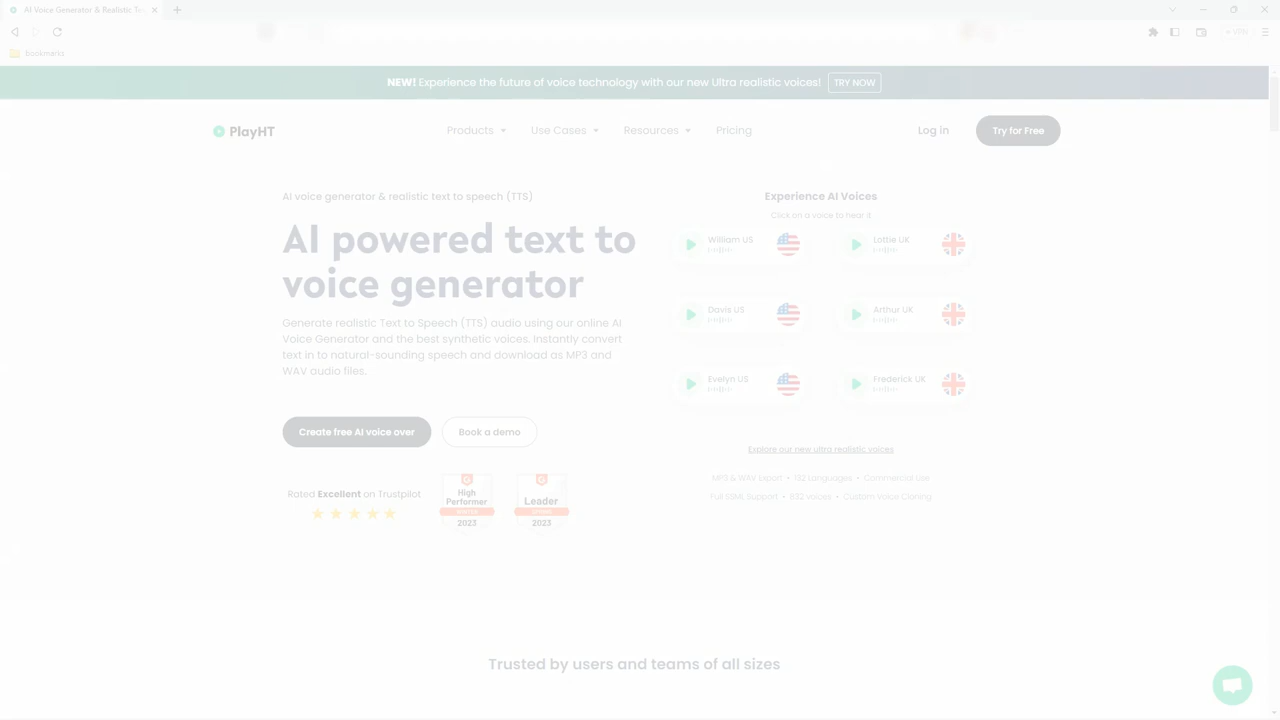 AI Voice Generator & Realistic Te
bookmarks
VPN
NEW! Experience the future of voice technology with our new Ultra realistic voices! TRY NOW
PlayHT
Products
Use Cases
Resources
Pricing
Log in
Try for Free
AI voice generator & realistic text to speech (TTS)
AI powered text to
voice generator
Generate realistic Text to Speech (TTS) audio using our online AI
Voice Generator and the best synthetic voices. Instantly convert
text in to natural-sounding speech and download as MP3 and
WAV audio files.
Create free AI voice over
Book a demo
Rated Excellent on Trustpilot
High
Performer
2023
Leader
2023
Experience AI Voices
Click on a voice to hear it
William US
Lottie UK
Davis US
Arthur UK
Evelyn US
Frederick UK
Explore our new ultra realistic voices
MP3 & WAV Export • 132 Languages • Commercial Use
Full SSML Support • 832 voices • Custom Voice Cloning
Trusted by users and teams of all sizes